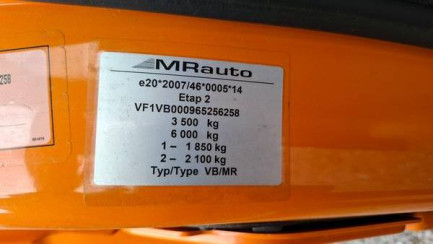 258
MRauto
e20*2007/46*0005*14
Etap 2
VF1VB000965256258
3 500 kg
6 000 kg
1 – 1 850 kg
2 – 2 100 kg
Typ/Type VB/MR